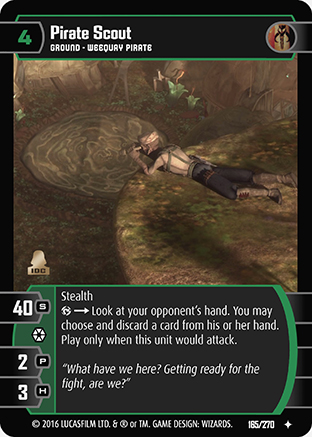 4
Pirate Scout
GROUND - WEEQUAY PIRATE
IDC
40 S
Stealth
→ Look at your opponent's hand. You may
choose and discard a card from his or her hand.
Play only when this unit would attack.
2 P
3 H
"What have we here? Getting ready for the
fight, are we?"
© 2016 LUCASFILM LTD. & ® OR TM. GAME DESIGN: WIZARDS. 165/270